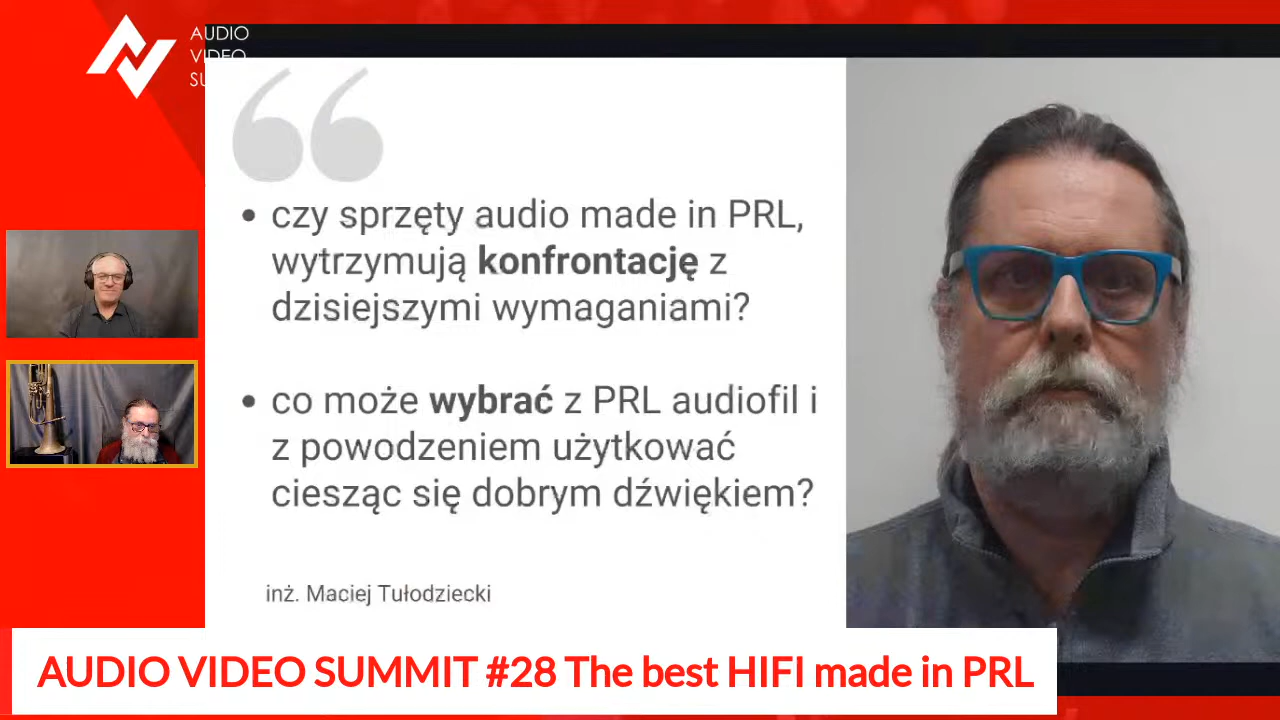 AUDIO
VIDEO
SU
“
• czy sprzęty audio made in PRL,
wytrzymują konfrontację z
dzisiejszymi wymaganiami?
• co może wybrać z PRL audiofil i
z powodzeniem użytkować
ciesząc się dobrym dźwiękiem?
inż. Maciej Tułodziecki
AUDIO VIDEO SUMMIT #28 The best HIFI made in PRL